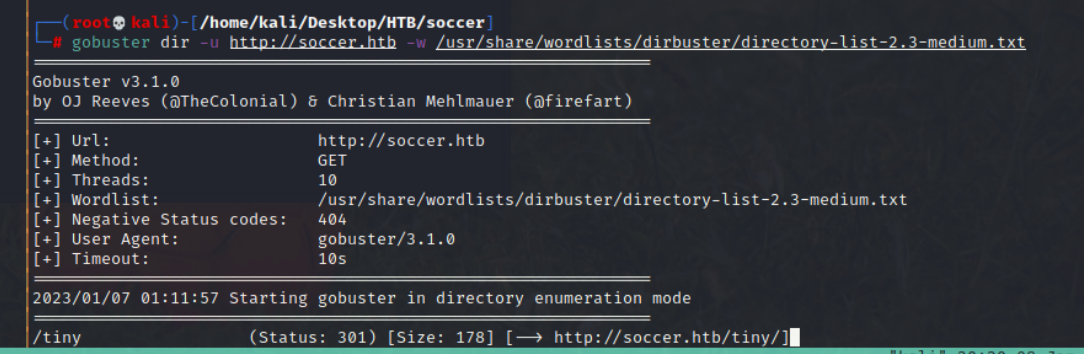 ┌──(root💀kali)-[/home/kali/Desktop/HTB/soccer]
└─# gobuster dir -u http://soccer.htb -w /usr/share/wordlists/dirbuster/directory-list-2.3-medium.txt
===============================================================
Gobuster v3.1.0
by OJ Reeves (@TheColonial) & Christian Mehlmauer (@firefart)
===============================================================
[+] Url:                     http://soccer.htb
[+] Method:                  GET
[+] Threads:                 10
[+] Wordlist:                /usr/share/wordlists/dirbuster/directory-list-2.3-medium.txt
[+] Negative Status codes:   404
[+] User Agent:              gobuster/3.1.0
[+] Timeout:                 10s
===============================================================
2023/01/07 01:11:57 Starting gobuster in directory enumeration mode
===============================================================
/tiny                 (Status: 301) [Size: 178] [--> http://soccer.htb/tiny/]